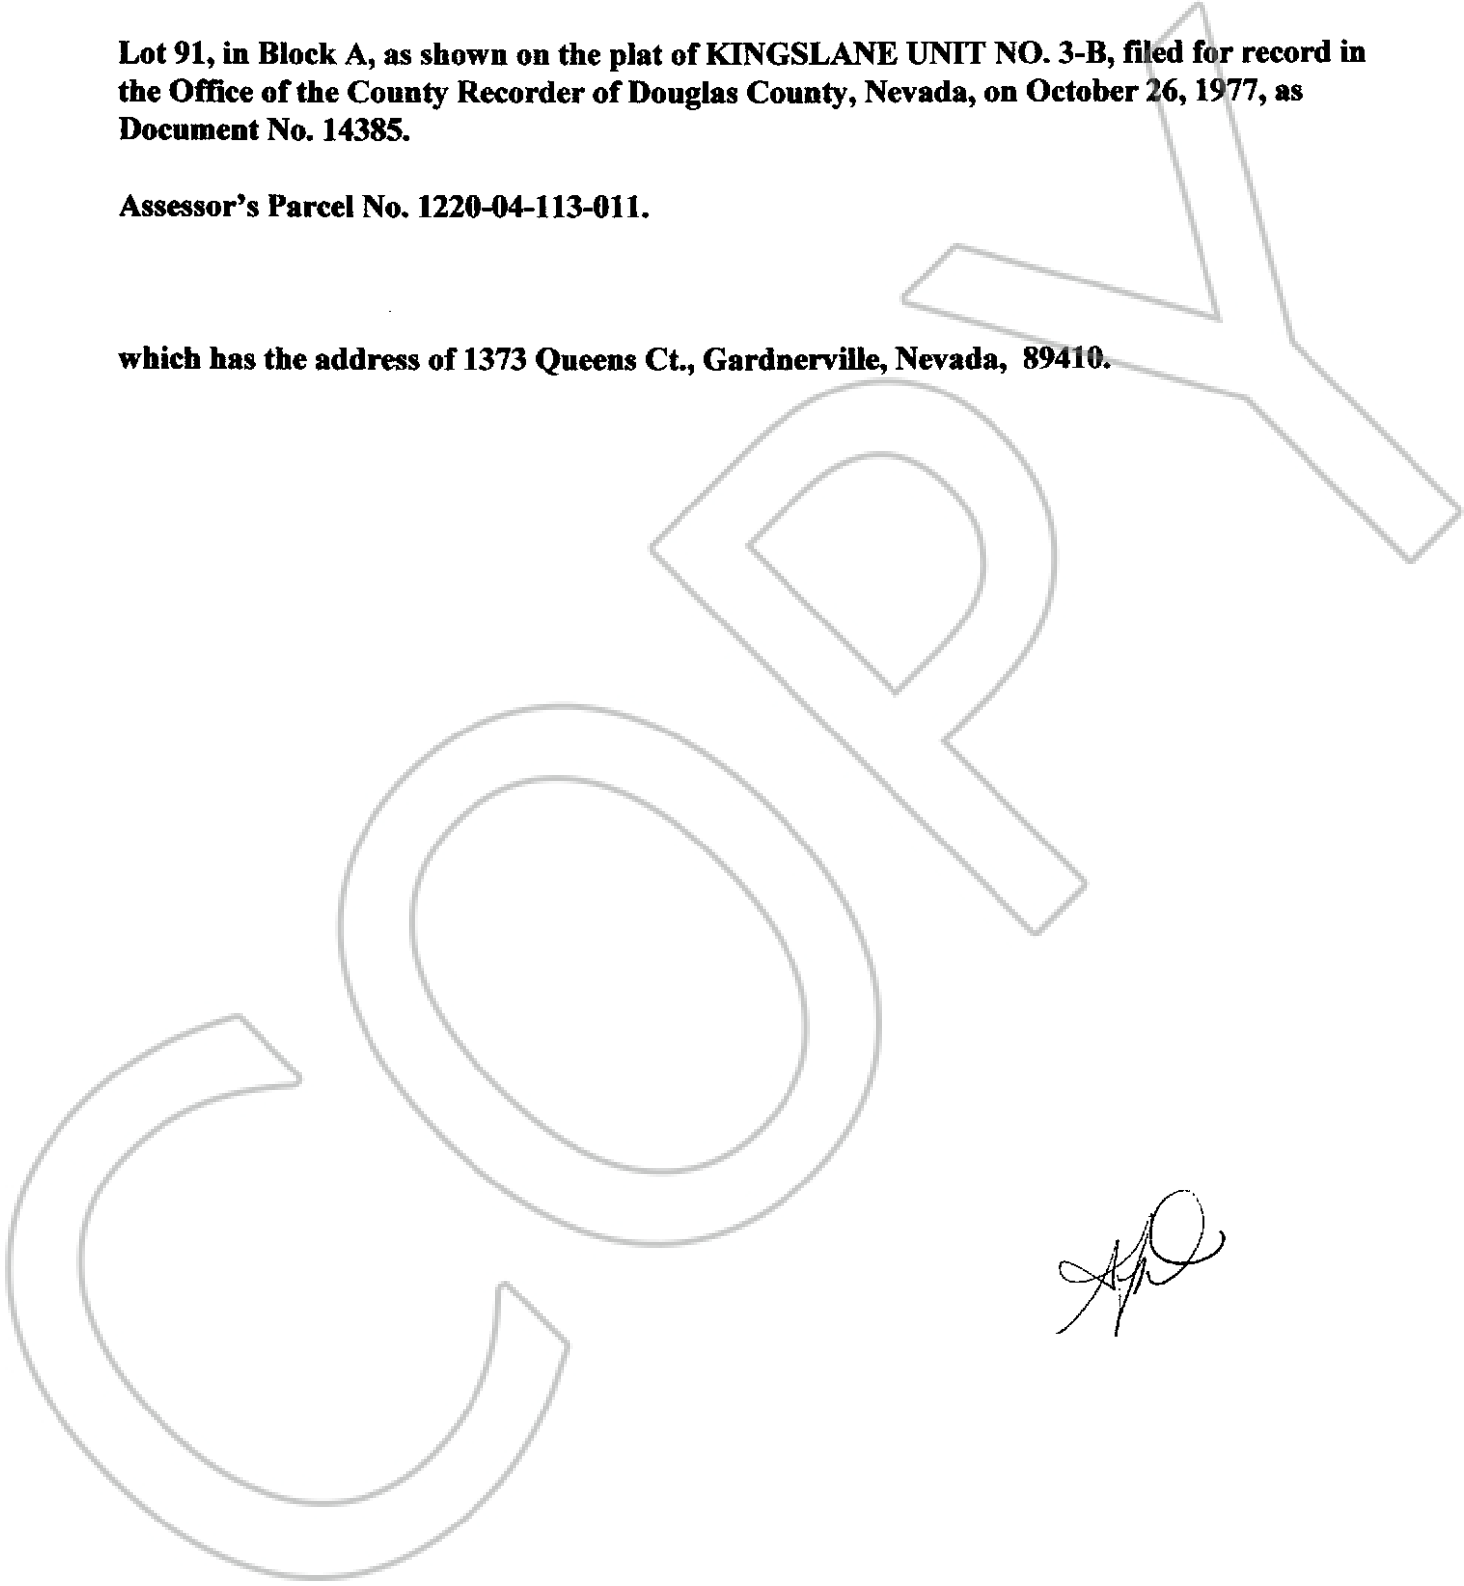 Lot 91, in Block A, as shown on the plat of KINGSLANE UNIT NO. 3-B, filed for record in
the Office of the County Recorder of Douglas County, Nevada, on October 26, 1977, as
Document No. 14385.
Assessor's Parcel No. 1220-04-113-011.
which has the address of 1373 Queens Ct., Gardnerville, Nevada, 89410.
COPY